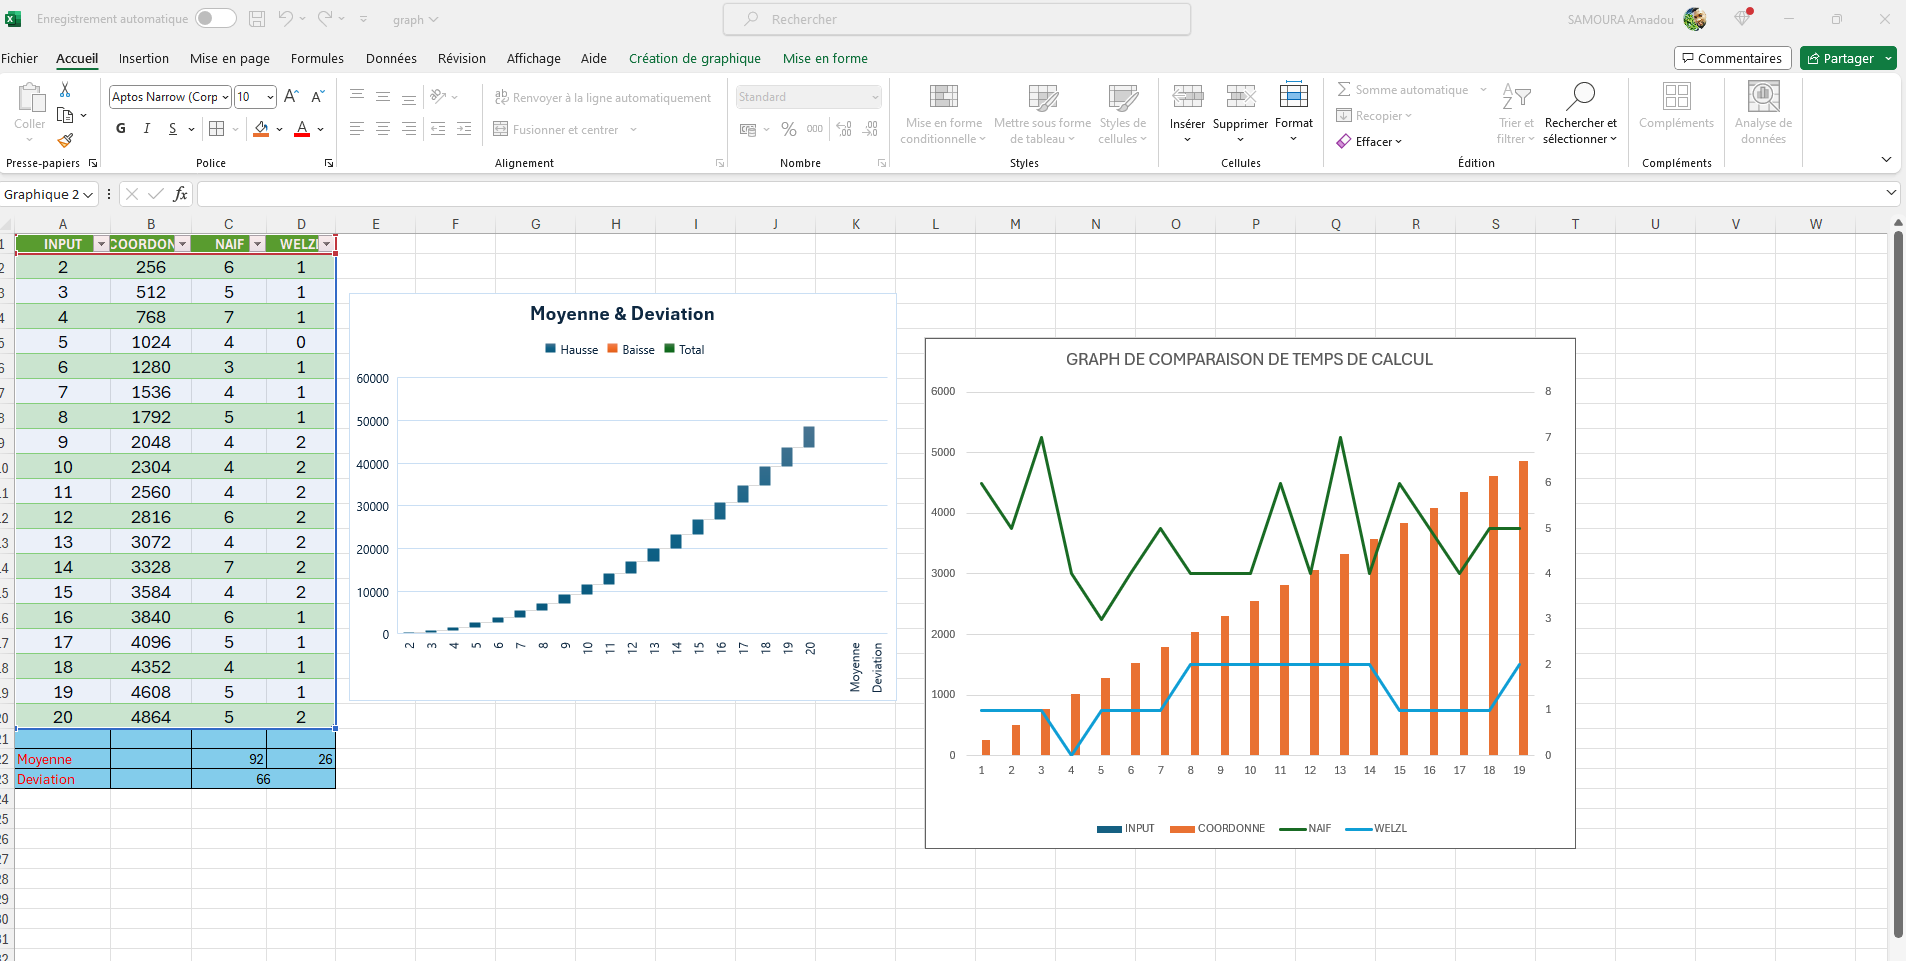 Enregistrement automatique
graph
Rechercher
SAMOURA Amadou
Fichier Accueil Insertion Mise en page Formules Données Révision Affichage Aide Création de graphique Mise en forme
Commentaires Partager
Coller
Presse-papiers
Aptos Narrow (Corp 10
G I S
Police
Renvoyer à la ligne automatiquement
Fusionner et centrer
Alignement
Standard
% 000
Nombre
Mise en forme conditionnelle
Mettre sous forme de tableau
Styles de cellules
Styles
Insérer Supprimer Format
Cellules
Somme automatique
Recopier
Effacer
Trier et filtrer
Rechercher et sélectionner
Édition
Compléments
Compléments
Analyse de données
Graphique 2 fx
A B C D E F G H I J K L M N O P Q R S T U V W
INPUT COORDON NAIF WELZL
2 256 6 1
3 512 5 1
4 768 7 1
5 1024 4 0
6 1280 3 1
7 1536 4 1
8 1792 5 1
9 2048 4 2
10 2304 4 2
11 2560 4 2
12 2816 6 2
13 3072 4 2
14 3328 7 2
15 3584 4 2
16 3840 6 1
17 4096 5 1
18 4352 4 1
19 4608 5 1
20 4864 5 2
Moyenne 92 26
Deviation 66
Moyenne & Deviation
Hausse Baisse Total
60000
50000
40000
30000
20000
10000
0
2 3 4 5 6 7 8 9 10 11 12 13 14 15 16 17 18 19 20 Moyenne Deviation
GRAPH DE COMPARAISON DE TEMPS DE CALCUL
6000 8
7
5000
6
4000
5
3000 4
3
2000
2
1000
1
0 0
1 2 3 4 5 6 7 8 9 10 11 12 13 14 15 16 17 18 19
INPUT COORDONNE NAIF WELZL